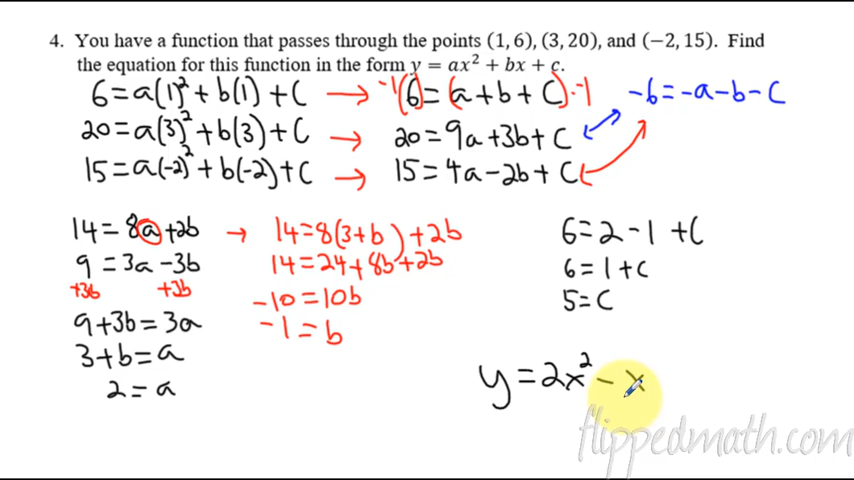 4. You have a function that passes through the points (1, 6), (3, 20), and (−2, 15). Find
the equation for this function in the form y = ax² + bx + c.
6 = a(1)² + b(1) + C → -1(6 = (a + b + C)·-1 -6 = -a - b - C
20 = a(3)² + b(3) + C → 20 = 9a + 3b + C
15 = a(-2)² + b(-2) + C → 15 = 4a - 2b + C
14 = 8a + 2b → 14 = 8(3 + b) + 2b
9 = 3a - 3b 14 = 24 + 8b + 2b
+3b +3b
-10 = 10b
9 + 3b = 3a
-1 = b
3 + b = a
2 = a
6 = 2 - 1 + C
6 = 1 + C
5 = C
y = 2x² - x
flippedmath.com